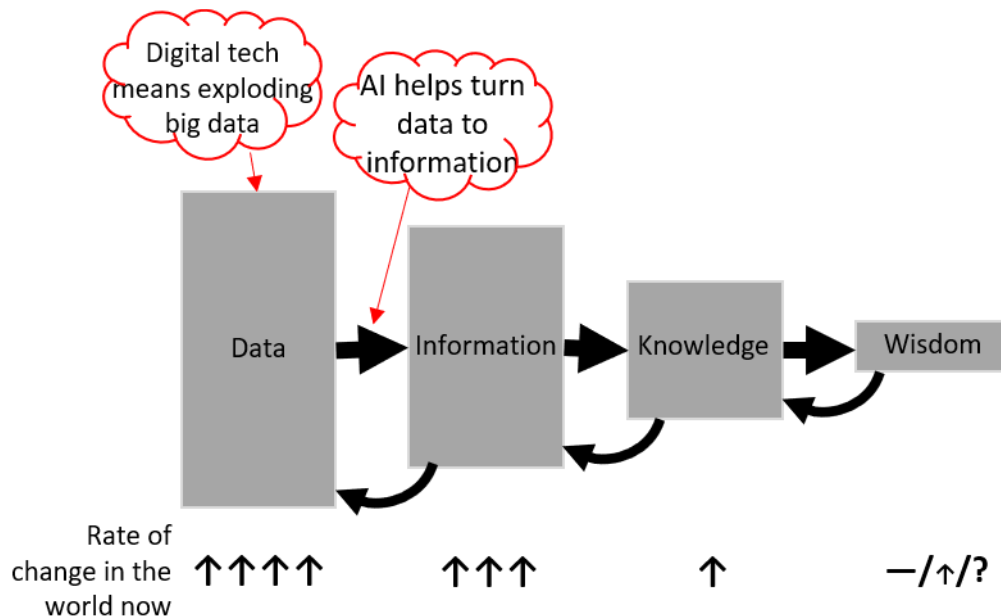 Digital tech
means exploding
big data
AI helps turn
data to
information
Data
Information
Knowledge
Wisdom
Rate of
change in the
world now
↑↑↑↑
↑↑↑
↑
—/↑/?